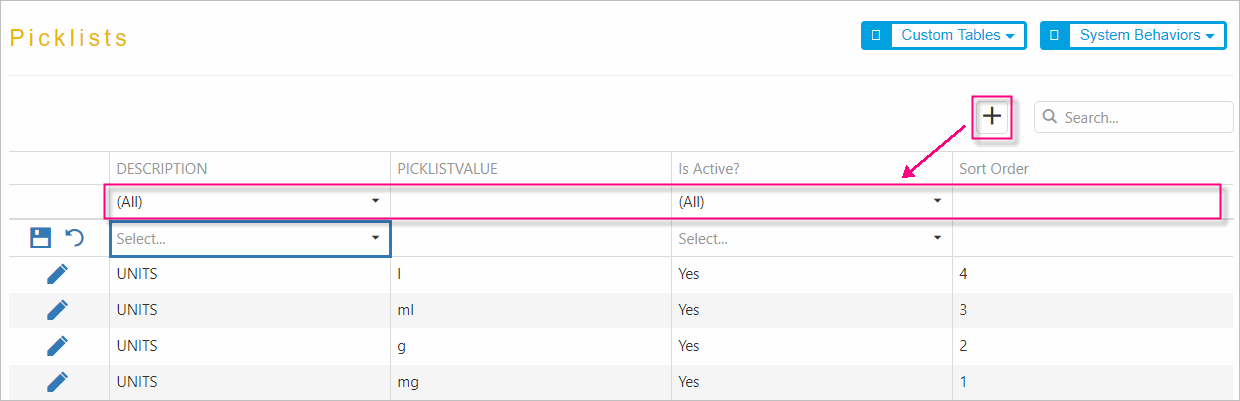 Picklists
Custom Tables
System Behaviors
+
Search...
DESCRIPTION PICKLISTVALUE Is Active? Sort Order
(All) (All)
Select... Select...
UNITS l Yes 4
UNITS ml Yes 3
UNITS g Yes 2
UNITS mg Yes 1